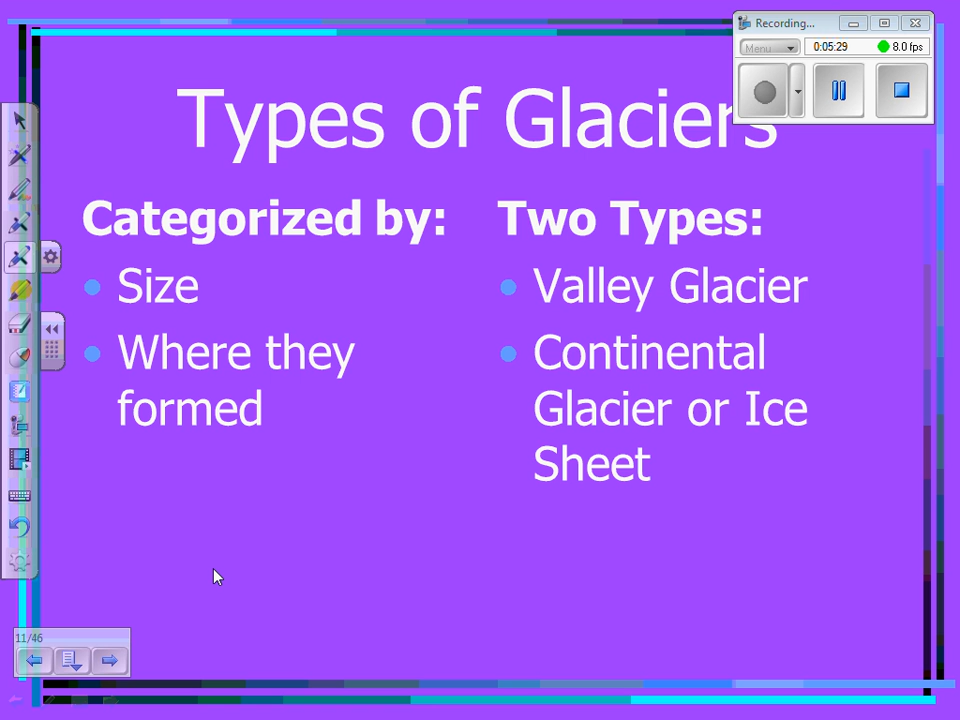 Recording...
Menu
0:05:29
8.0 fps
Types of Glaciers
Categorized by:
Size
Where they
formed
Two Types:
Valley Glacier
Continental
Glacier or Ice
Sheet
11/46